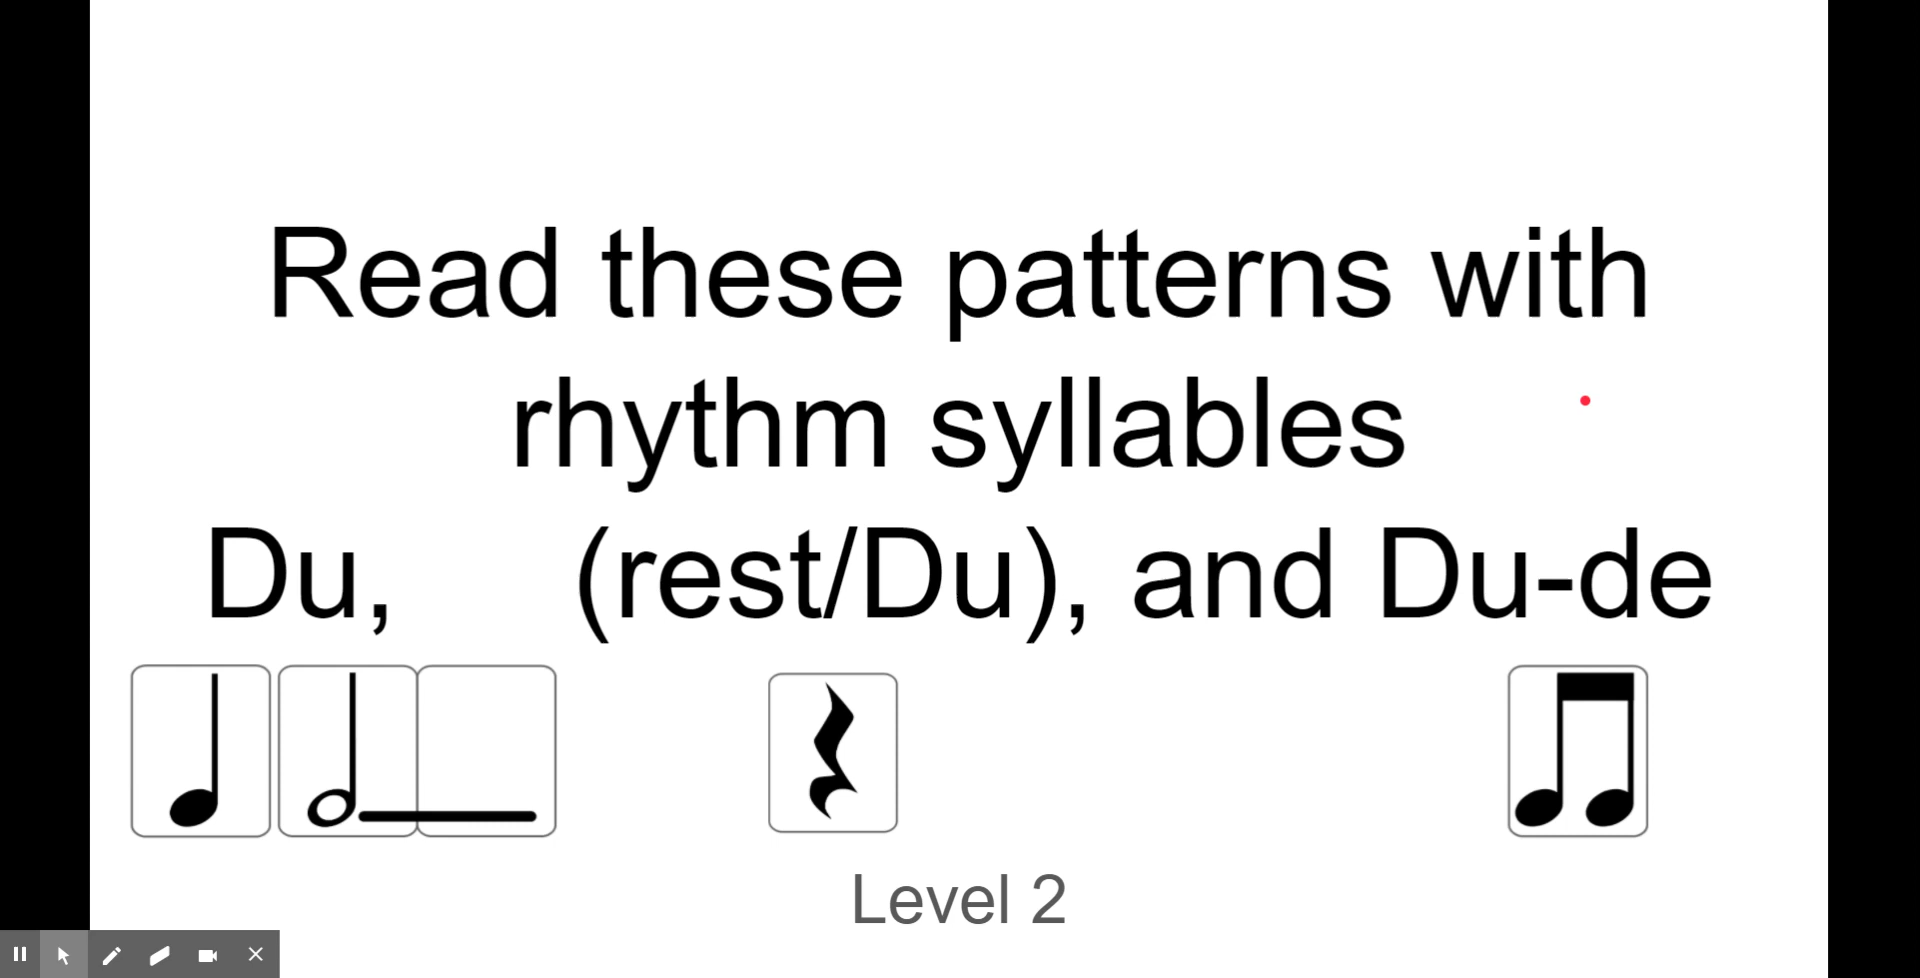 Read these patterns with
rhythm syllables
Du, (rest/Du), and Du-de
Level 2